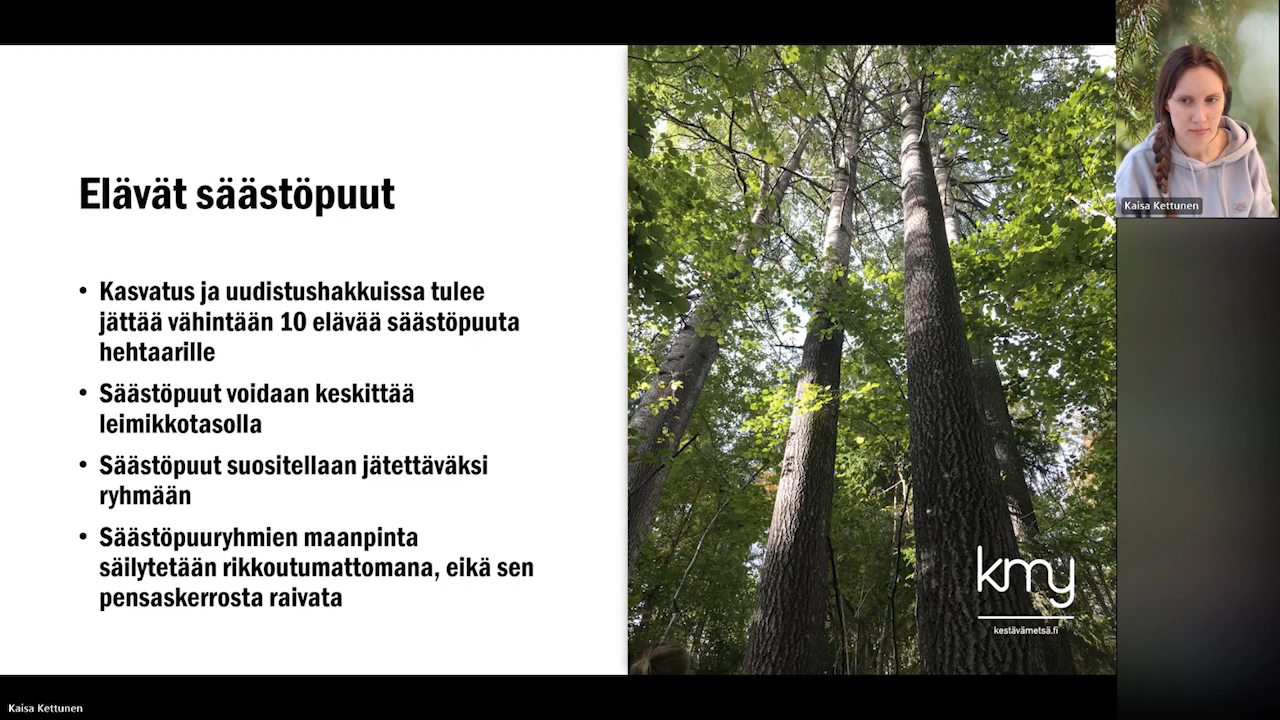 Elävät säästöpuut
• Kasvatus ja uudistushakkuissa tulee
jättää vähintään 10 elävää säästöpuuta
hehtaarille
• Säästöpuut voidaan keskittää
leimikkotasolla
• Säästöpuut suositellaan jätettäväksi
ryhmään
• Säästöpuuryhmien maanpinta
säilytetään rikkoutumattomana, eikä sen
pensaskerrosta raivata
kmy
kestävämetsä.fi
Kaisa Kettunen
Kaisa Kettunen